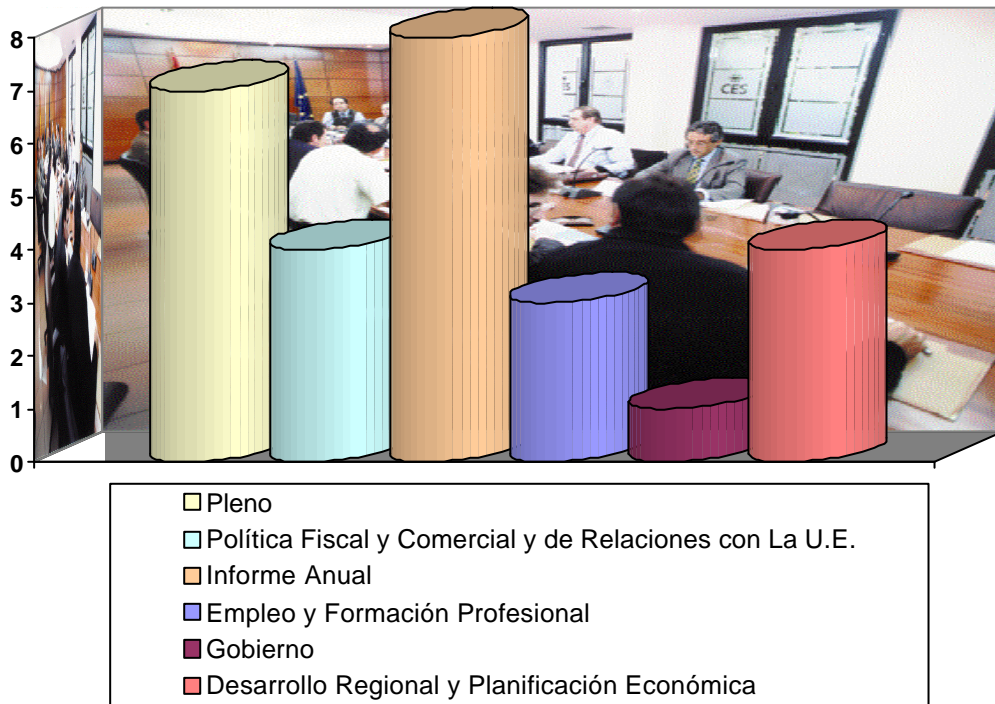 8
7
6
5
4
3
2
1
0
CES
ES
Pleno
Política Fiscal y Comercial y de Relaciones con La U.E.
Informe Anual
Empleo y Formación Profesional
Gobierno
Desarrollo Regional y Planificación Económica